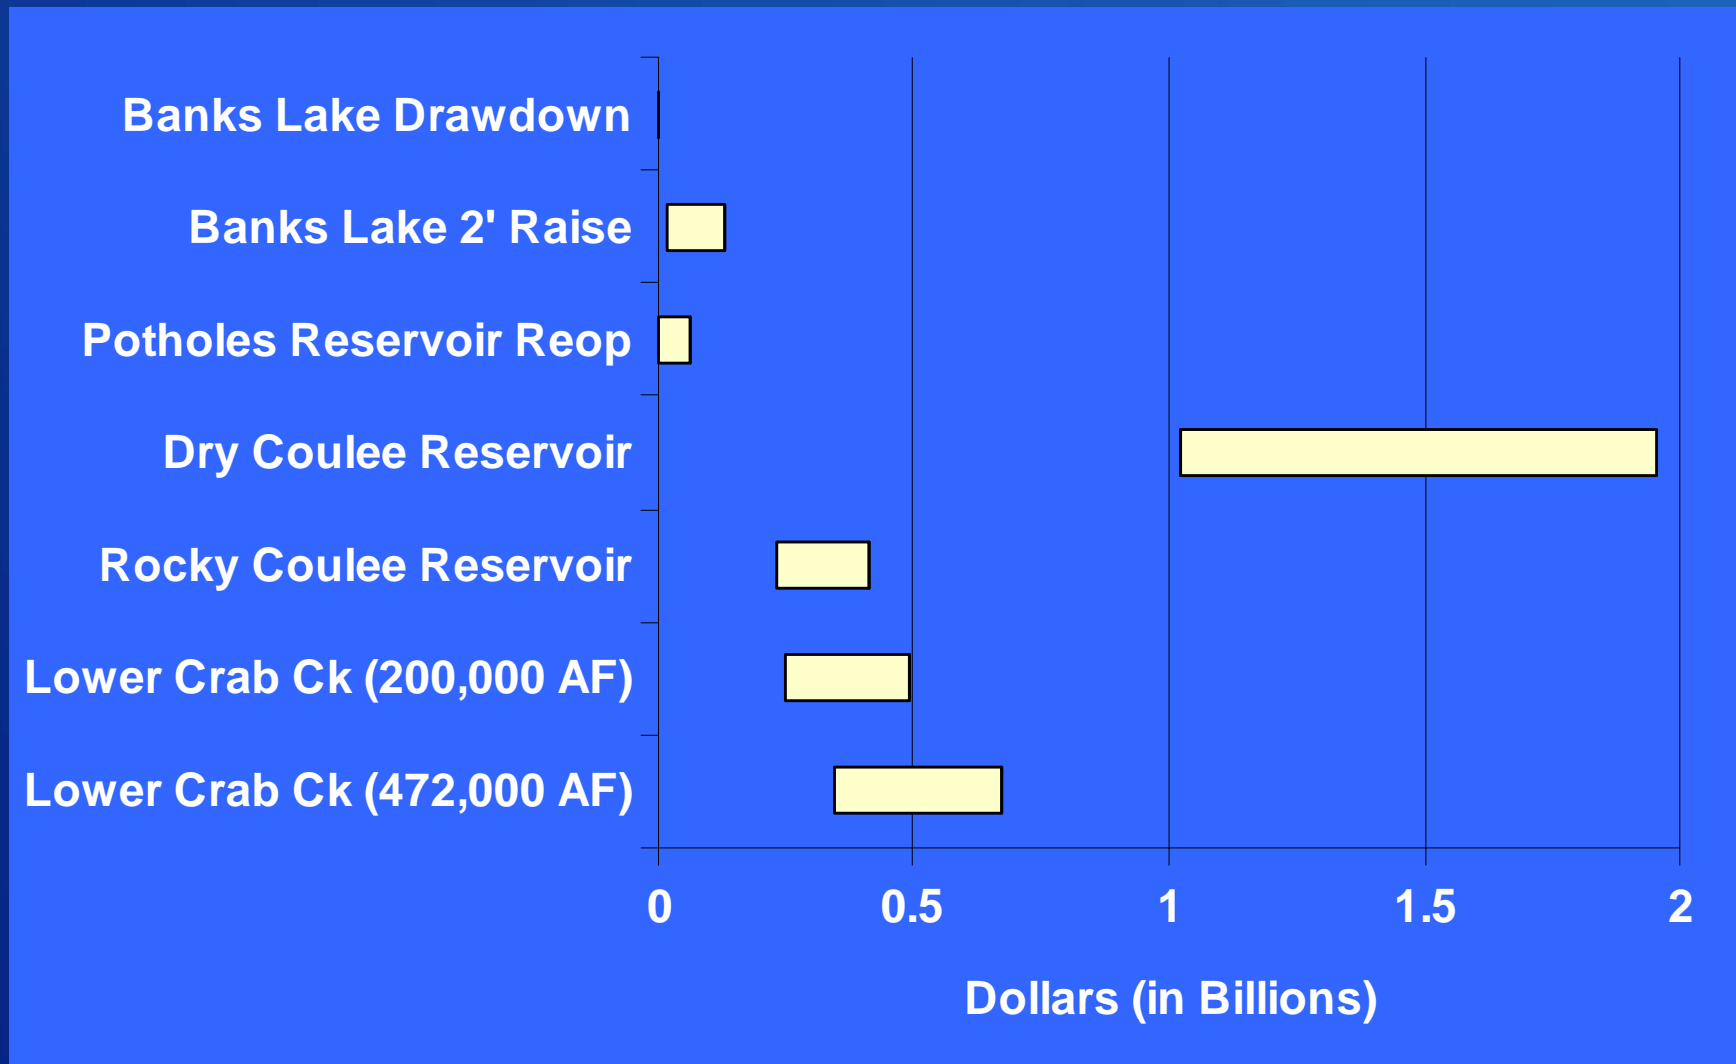 Banks Lake Drawdown
Banks Lake 2' Raise
Potholes Reservoir Reop
Dry Coulee Reservoir
Rocky Coulee Reservoir
Lower Crab Ck (200,000 AF)
Lower Crab Ck (472,000 AF)
0 0.5 1 1.5 2
Dollars (in Billions)